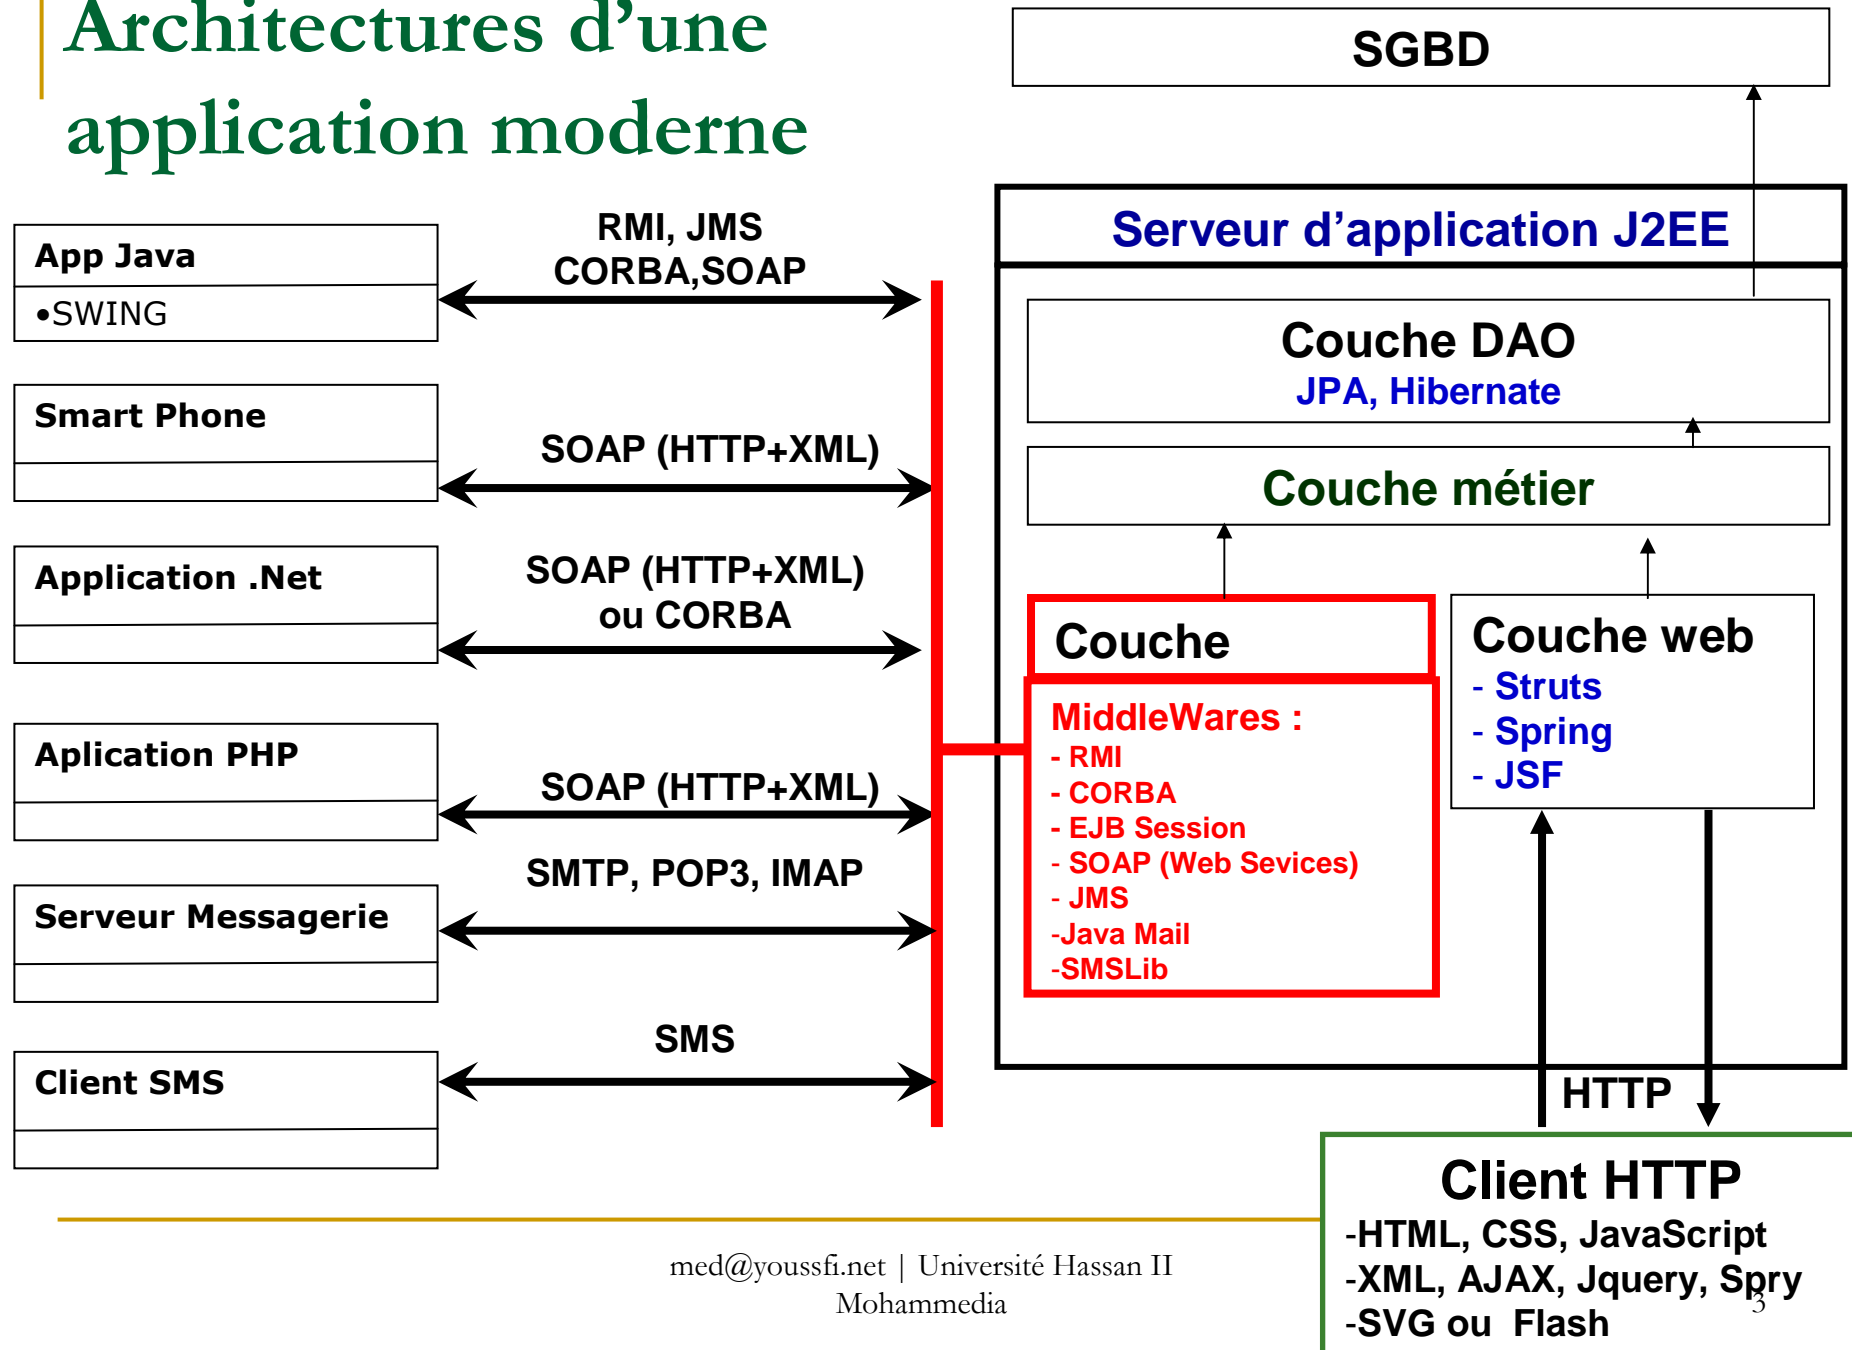 Architectures d’une
application moderne
SGBD
Serveur d’application J2EE
Couche DAO
JPA, Hibernate
Couche métier
Couche
MiddleWares :
- RMI
- CORBA
- EJB Session
- SOAP (Web Sevices)
- JMS
-Java Mail
-SMSLib
Couche web
- Struts
- Spring
- JSF
App Java
•SWING
RMI, JMS
CORBA,SOAP
Smart Phone
SOAP (HTTP+XML)
Application .Net
SOAP (HTTP+XML)
ou CORBA
Aplication PHP
SOAP (HTTP+XML)
Serveur Messagerie
SMTP, POP3, IMAP
Client SMS
SMS
HTTP
Client HTTP
-HTML, CSS, JavaScript
-XML, AJAX, Jquery, Spry
-SVG ou Flash
med@youssfi.net | Université Hassan II
Mohammedia
3